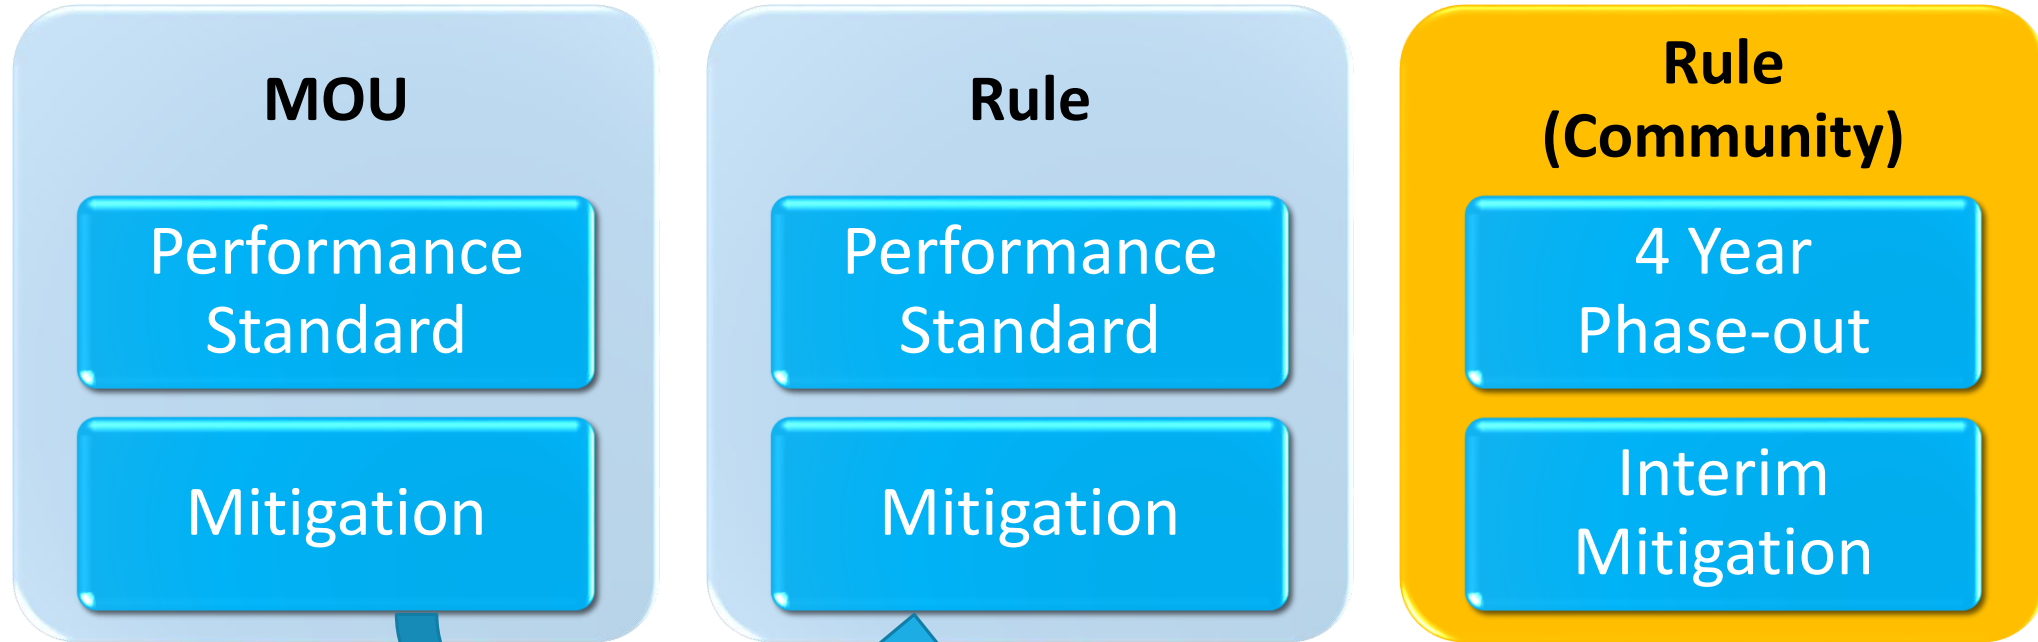 MOU
Performance
Standard
Mitigation
Rule
Performance
Standard
Mitigation
Rule
(Community)
4 Year
Phase-out
Interim
Mitigation